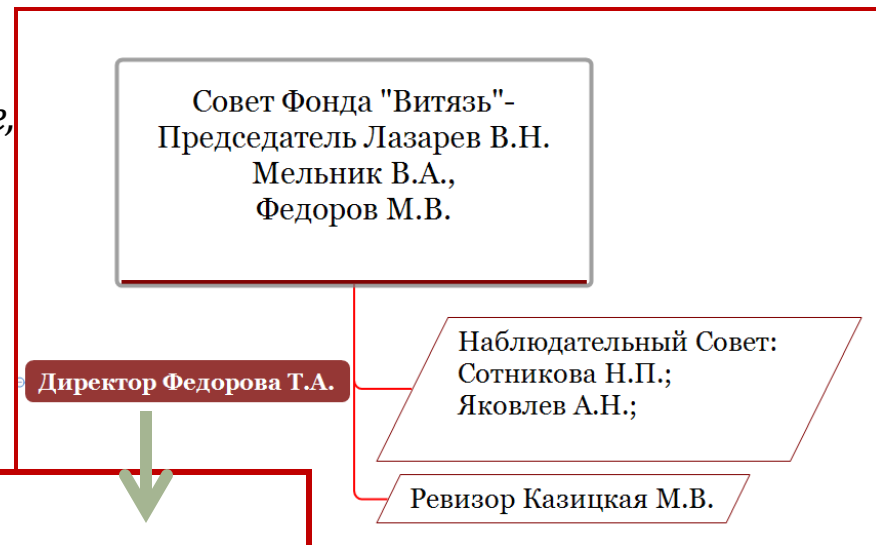 Совет Фонда "Витязь"-
Председатель Лазарев В.Н.
Мельник В.А.,
Федоров М.В.
е,
Директор Федорова Т.А.
Наблюдательный Совет:
Сотникова Н.П.;
Яковлев А.Н.;
Ревизор Казицкая М.В.